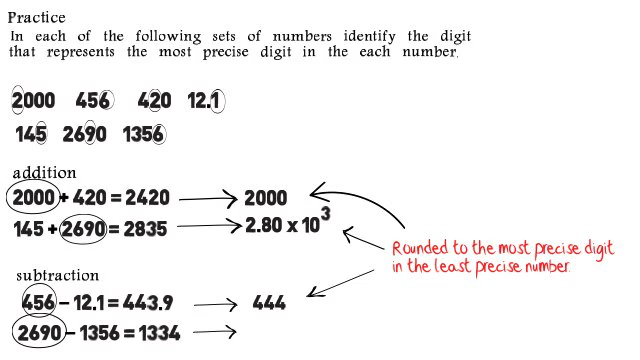 Practice
In each of the following sets of numbers identify the digit
that represents the most precise digit in the each number.
2000 456 420 12.1
145 2690 1356
addition
2000 + 420 = 2420 → 2000
145 + 2690 = 2835 → 2.80 x 10³
Rounded to the most precise digit
in the least precise number.
subtraction
456 – 12.1 = 443.9 → 444
2690 – 1356 = 1334 →